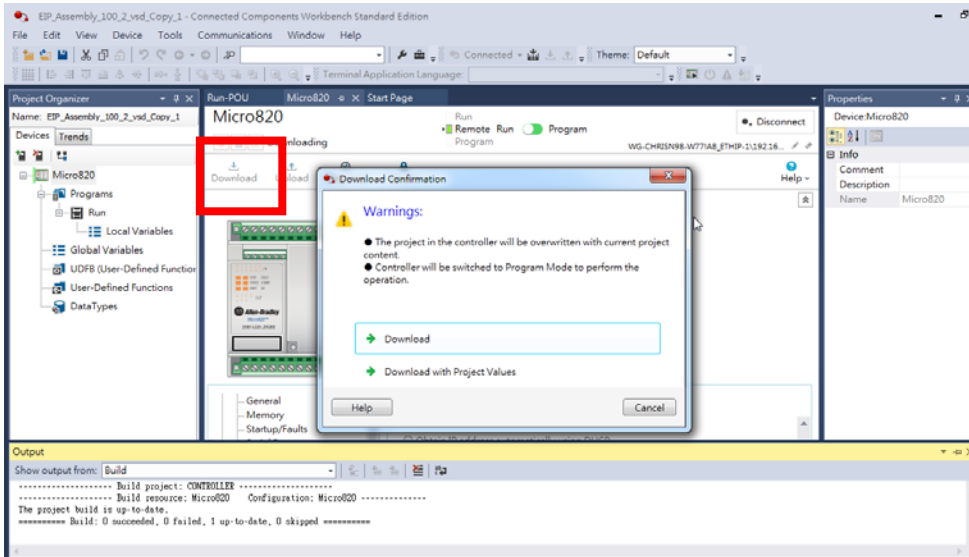 EIP_Assembly_100_2_vsd_Copy_1 - Connected Components Workbench Standard Edition
File Edit View Device Tools Communications Window Help
Connected Theme: Default
Terminal Application Language:
Project Organizer
Name: EIP_Assembly_100_2_vsd_Copy_1
Devices Trends
Micro820
Programs
Run
Local Variables
Global Variables
UDFB (User-Defined Function
User-Defined Functions
DataTypes
Run-POU Micro820 Start Page
Micro820
Run
Remote Run Program
Program
Disconnect
nloading
WG-CHRISN98-W77\AB_ETHIP-1\192.16...
Download
Help
Allen-Bradley
General
Memory
Startup/Faults
Download Confirmation
Warnings:
● The project in the controller will be overwritten with current project
content.
● Controller will be switched to Program Mode to perform the
operation.
Download
Download with Project Values
Help Cancel
Properties
Device:Micro820
Info
Comment
Description
Name Micro820
Output
Show output from: Build
-------------------- Build project: CONTROLLER --------------------
-------------------- Build resource: Micro820 Configuration: Micro820 --------------
The project build is up-to-date.
========== Build: 0 succeeded, 0 failed, 1 up-to-date, 0 skipped ==========